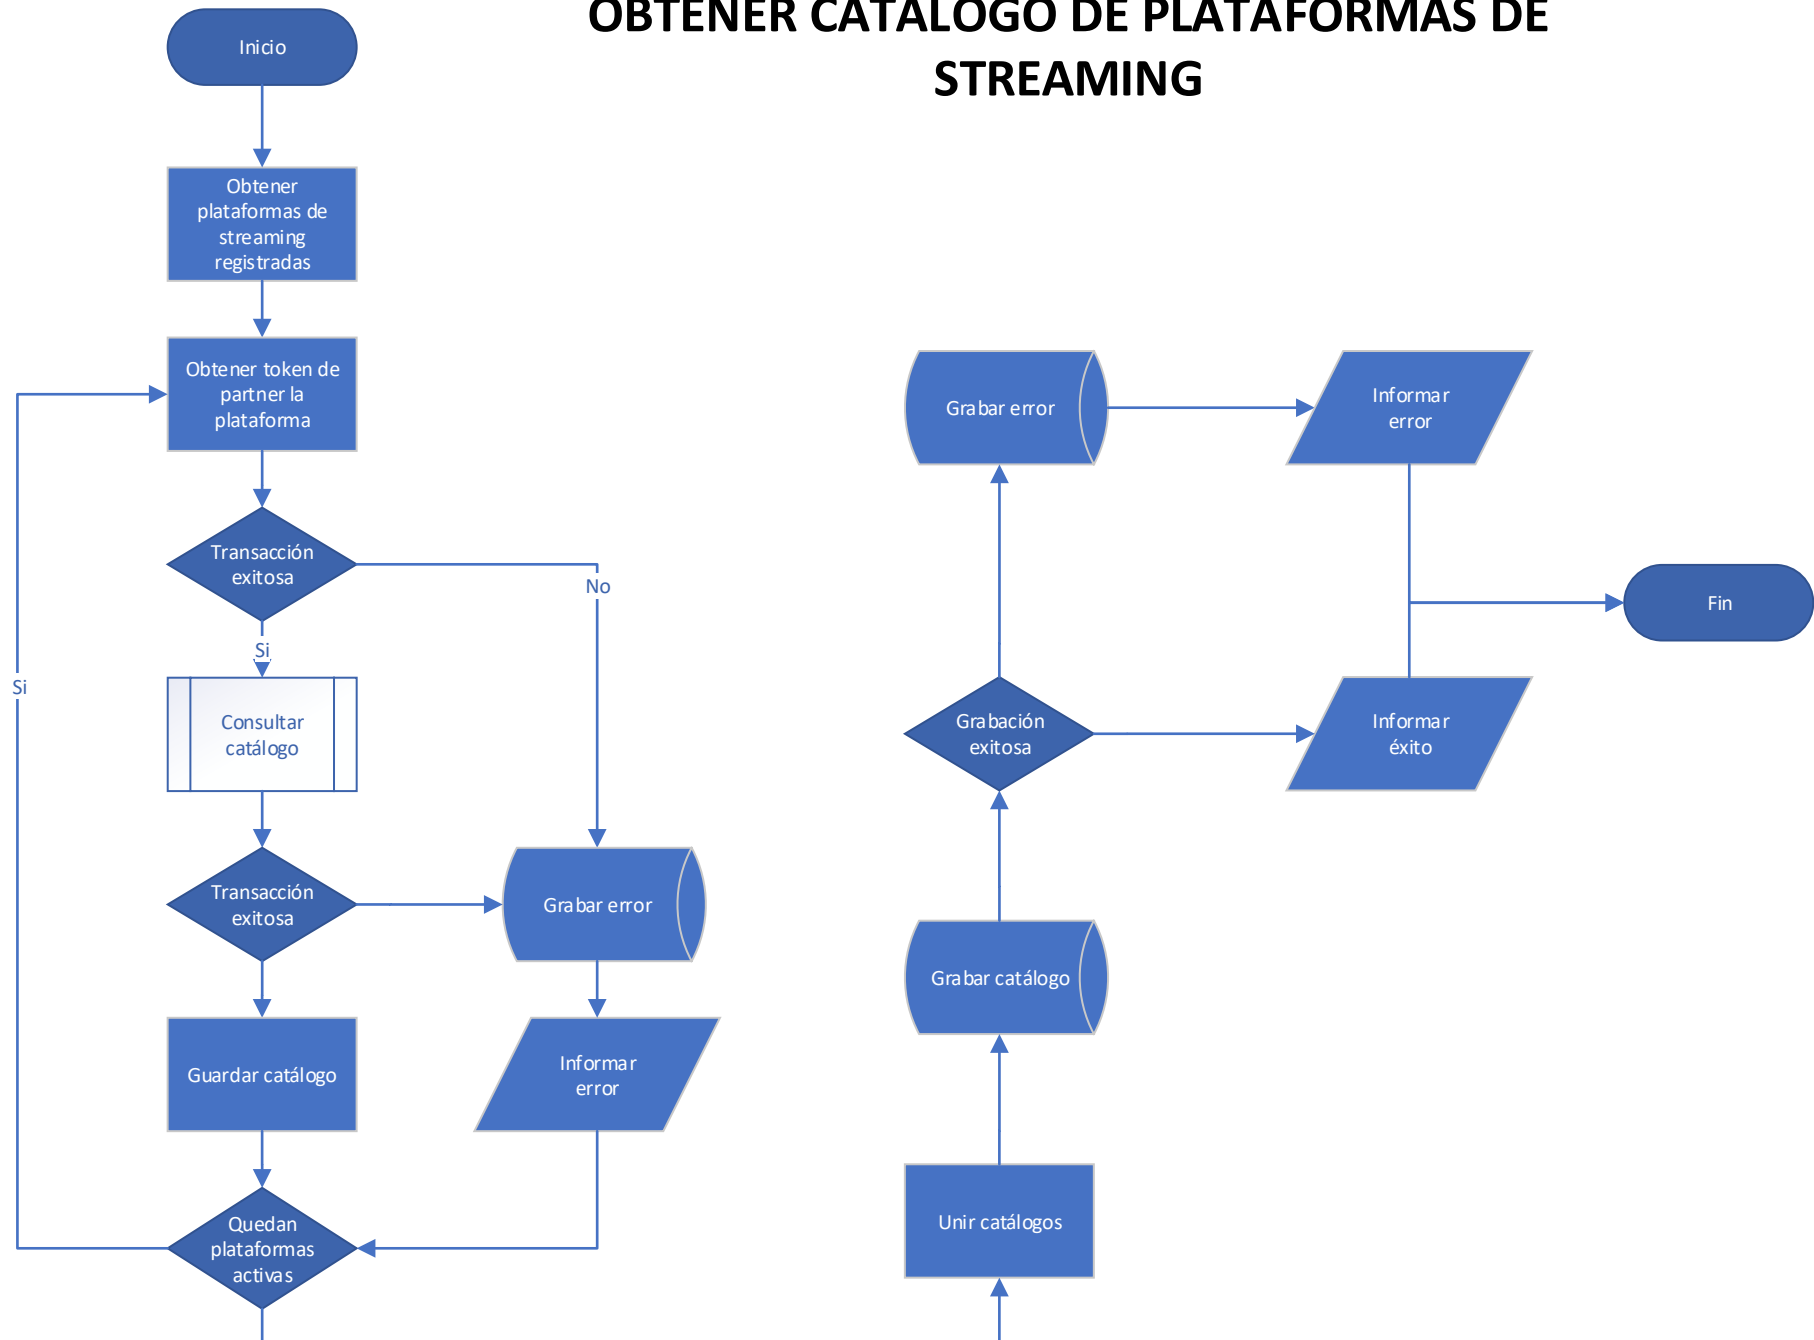 OBTENER CATÁLOGO DE PLATAFORMAS DE
STREAMING
Inicio
Obtener
plataformas de
streaming
registradas
Obtener token de
partner la
plataforma
Transacción
exitosa
No
Si
Si
Consultar
catálogo
Transacción
exitosa
Grabar error
Guardar catálogo
Informar
error
Quedan
plataformas
activas
Grabar error
Informar
error
Fin
Grabación
exitosa
Informar
éxito
Grabar catálogo
Unir catálogos